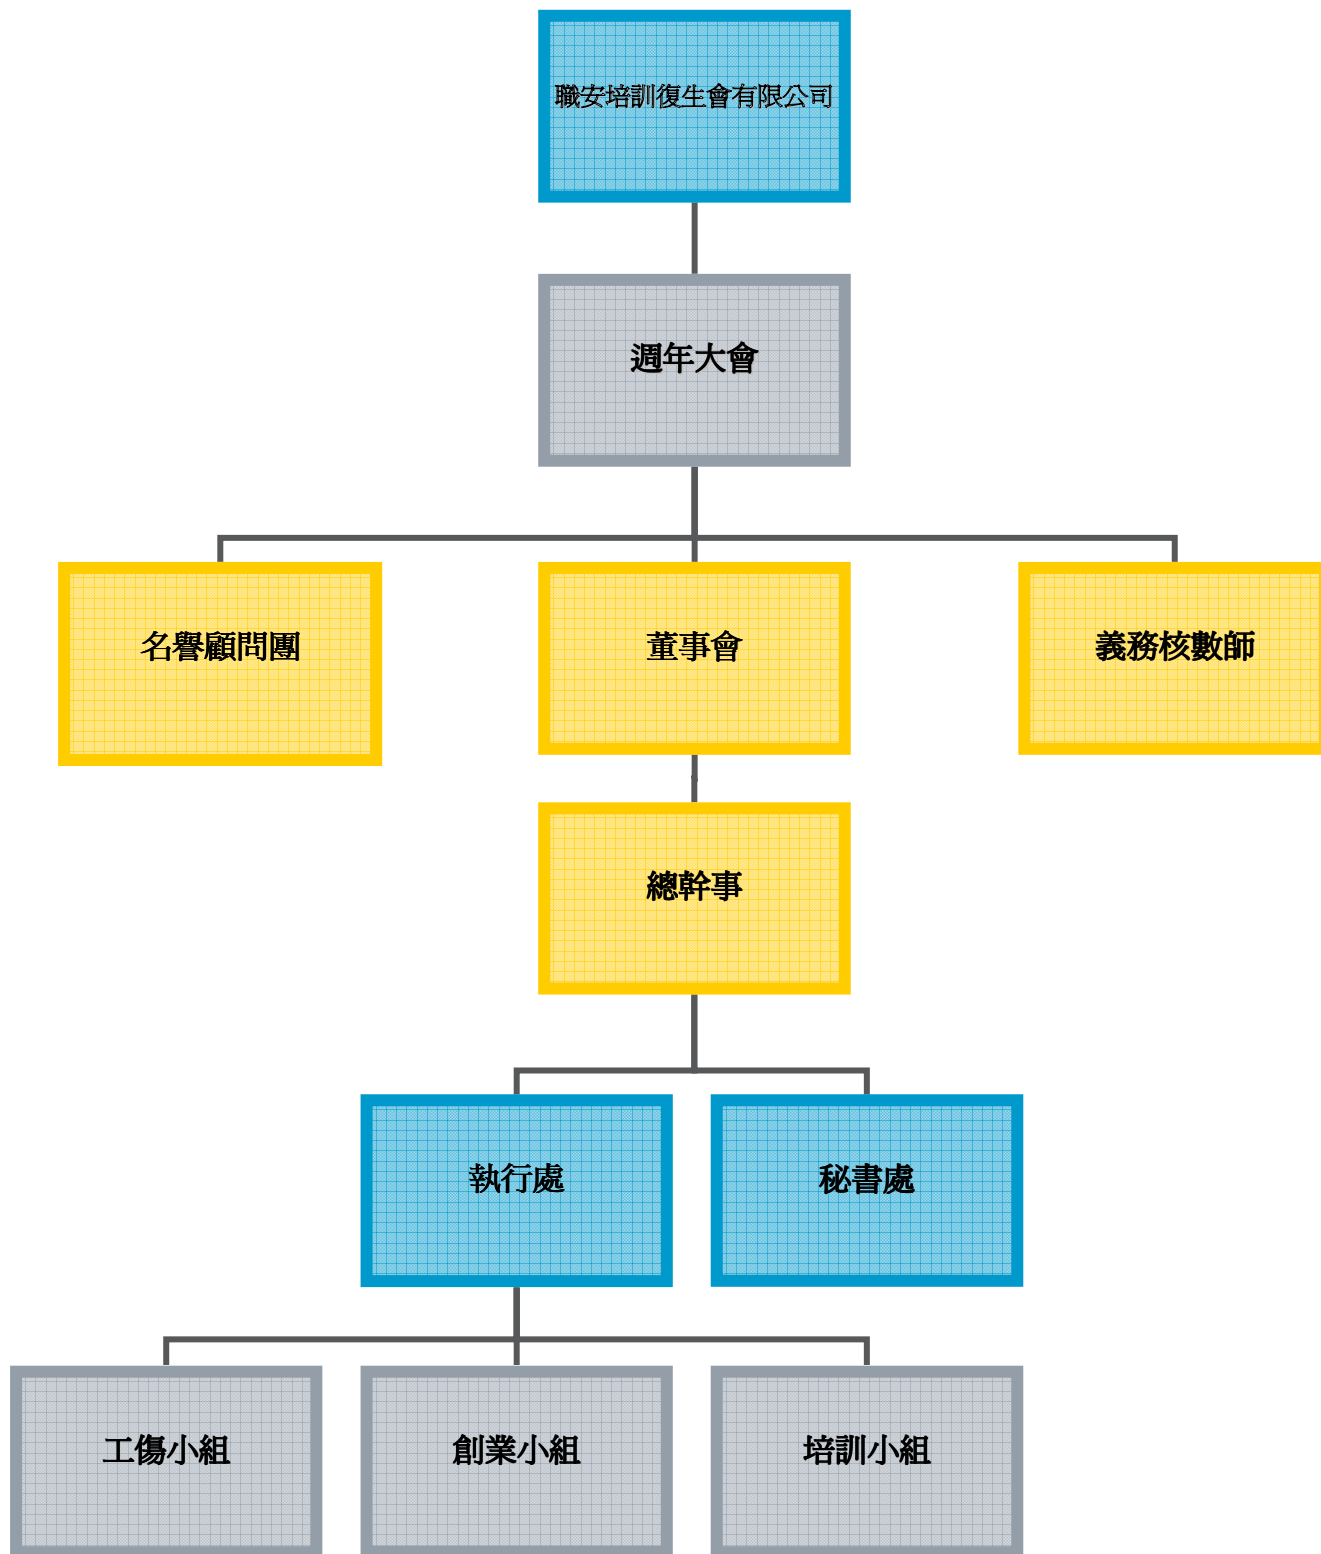 職安培訓復生會有限公司
週年大會
名譽顧問團
董事會
義務核數師
總幹事
執行處
秘書處
工傷小組
創業小組
培訓小組